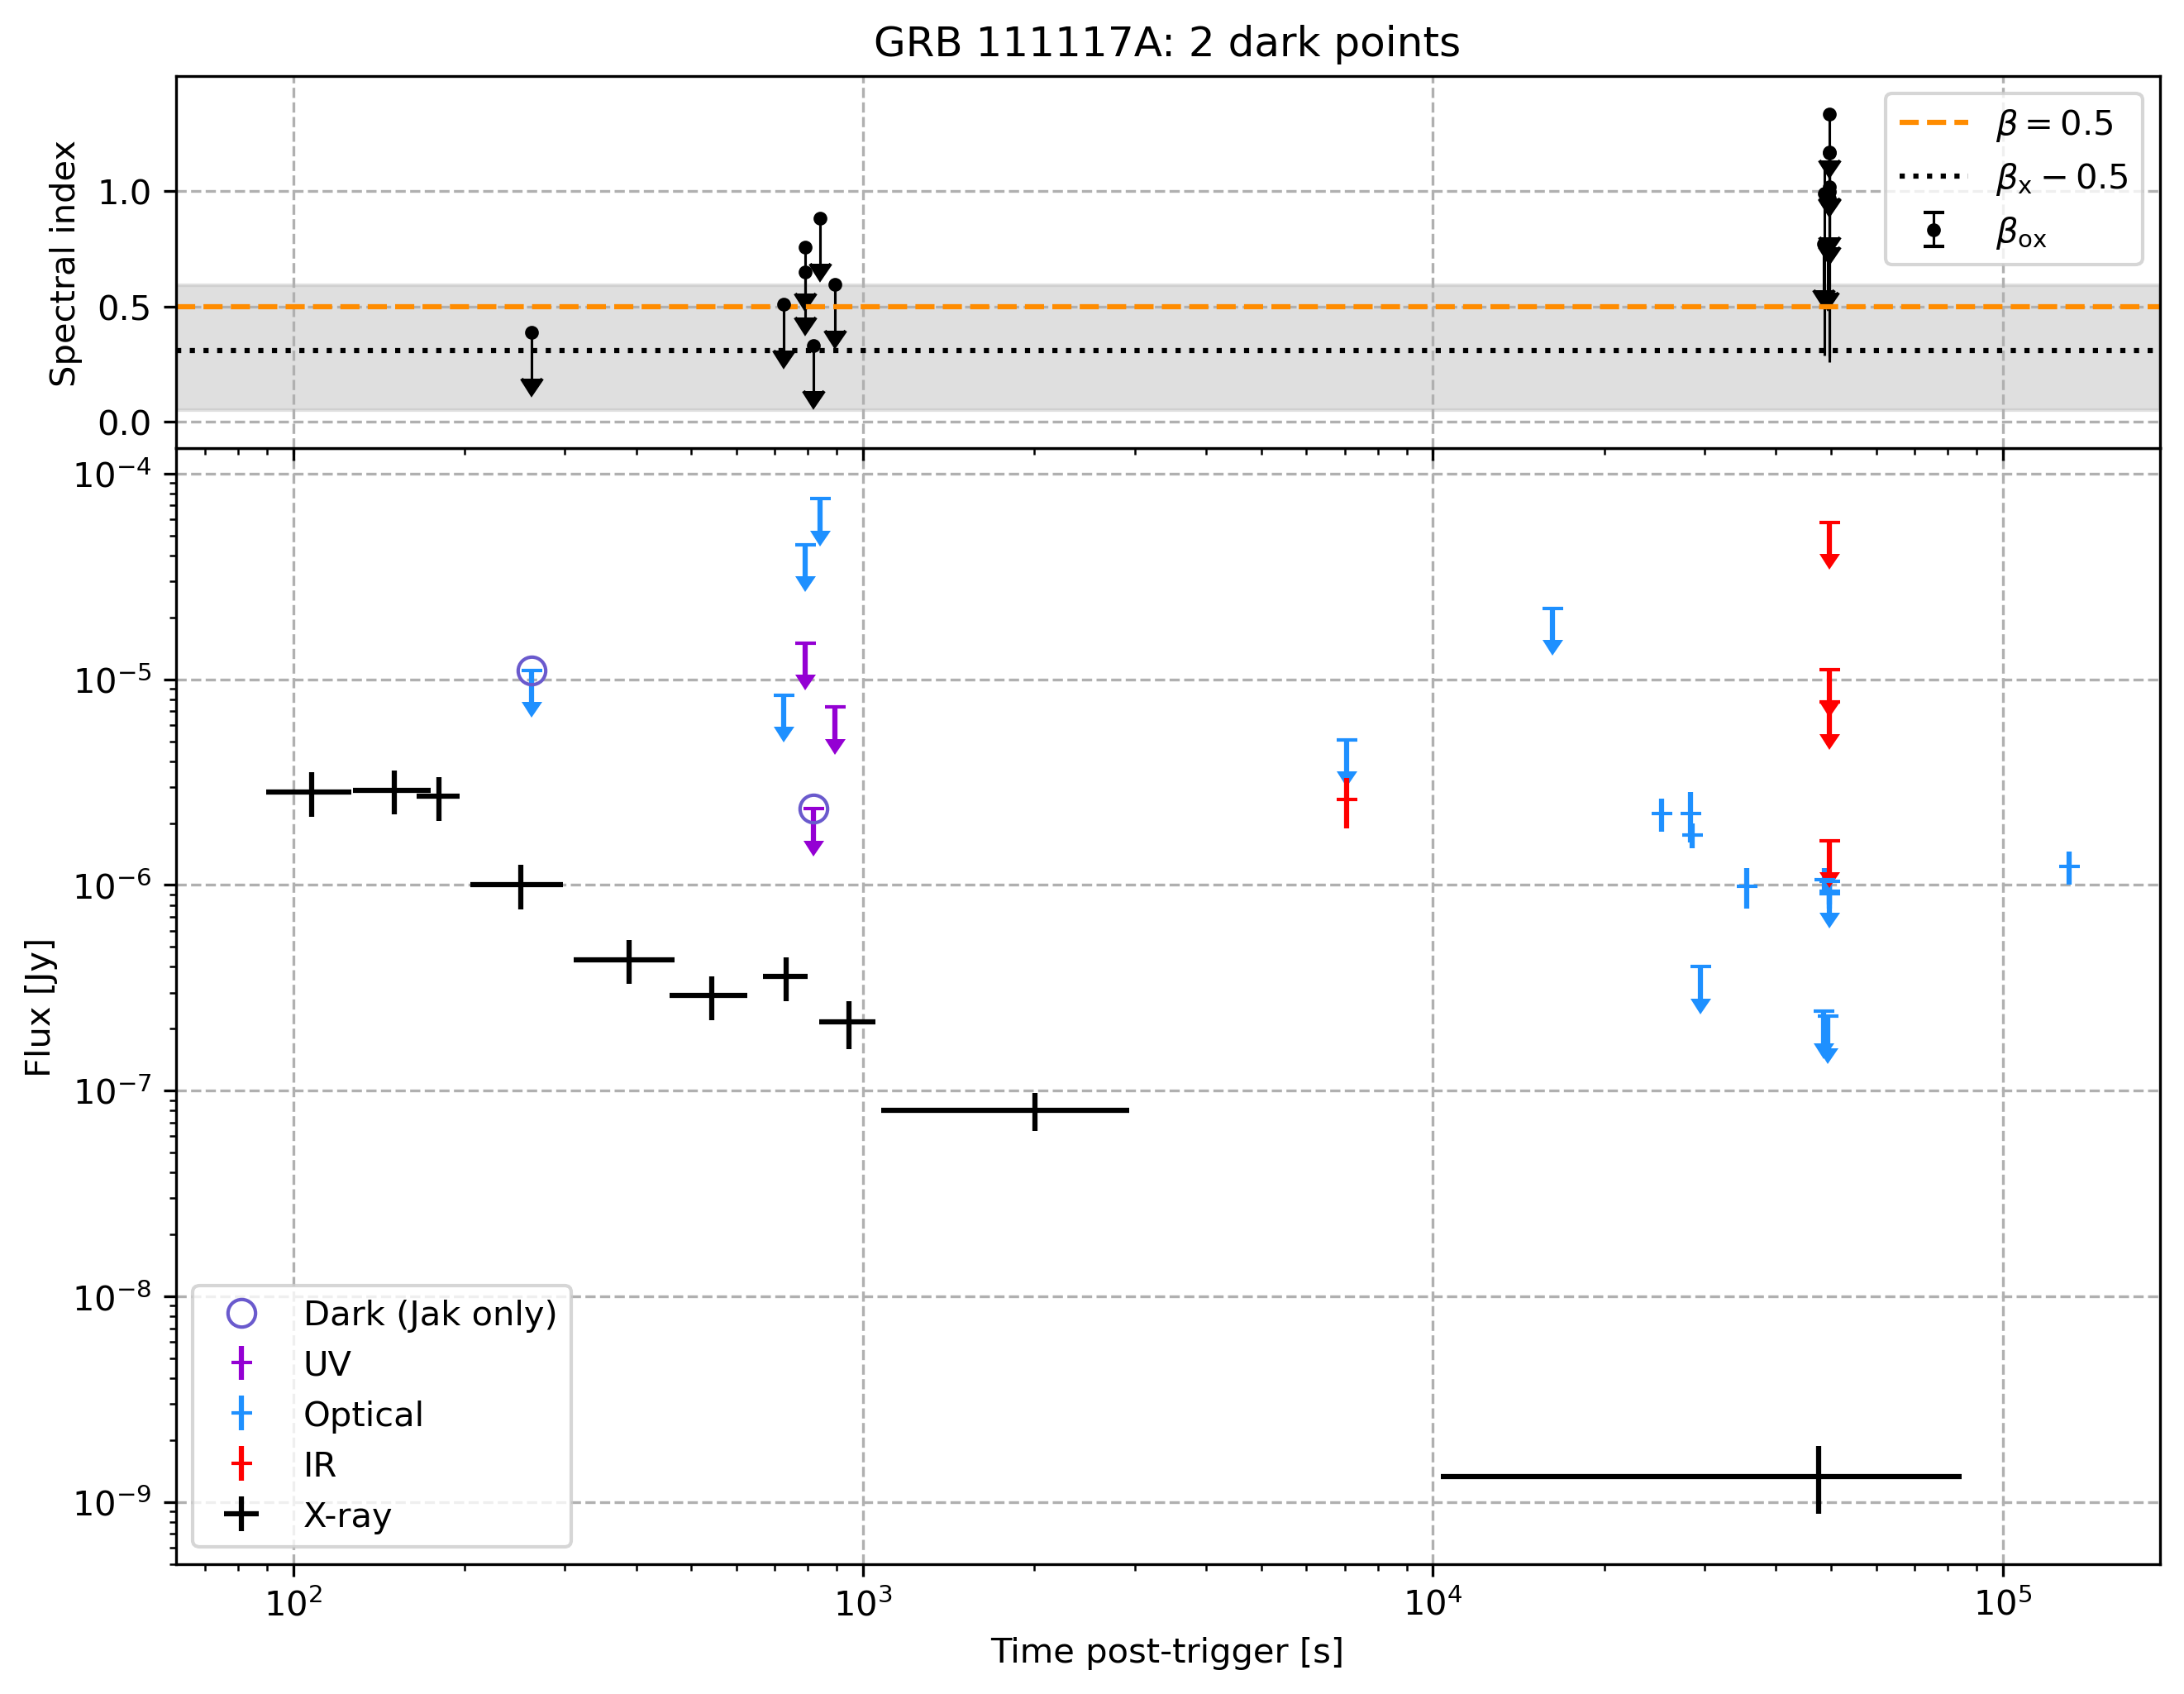 GRB 111117A: 2 dark points
Spectral index
1.0
0.5
0.0
β = 0.5
βₓ − 0.5
βₒₓ
Flux [Jy]
10⁻⁴
10⁻⁵
10⁻⁶
10⁻⁷
10⁻⁸
10⁻⁹
Dark (Jak only)
UV
Optical
IR
X-ray
10²
10³
10⁴
10⁵
Time post-trigger [s]